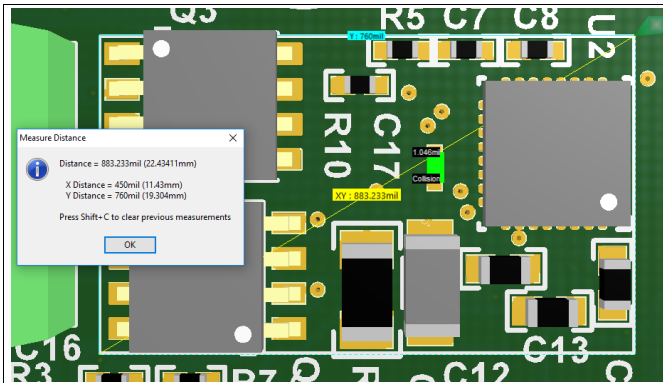 Q3
R5 C7 C8
U2
Y : 760mil
R10
C17
1.046mil
Collision
XY : 883.233mil
Measure Distance
Distance = 883.233mil (22.43411mm)
X Distance = 450mil (11.43mm)
Y Distance = 760mil (19.304mm)
Press Shift+C to clear previous measurements
OK
C16
C13
R3
R7
C12